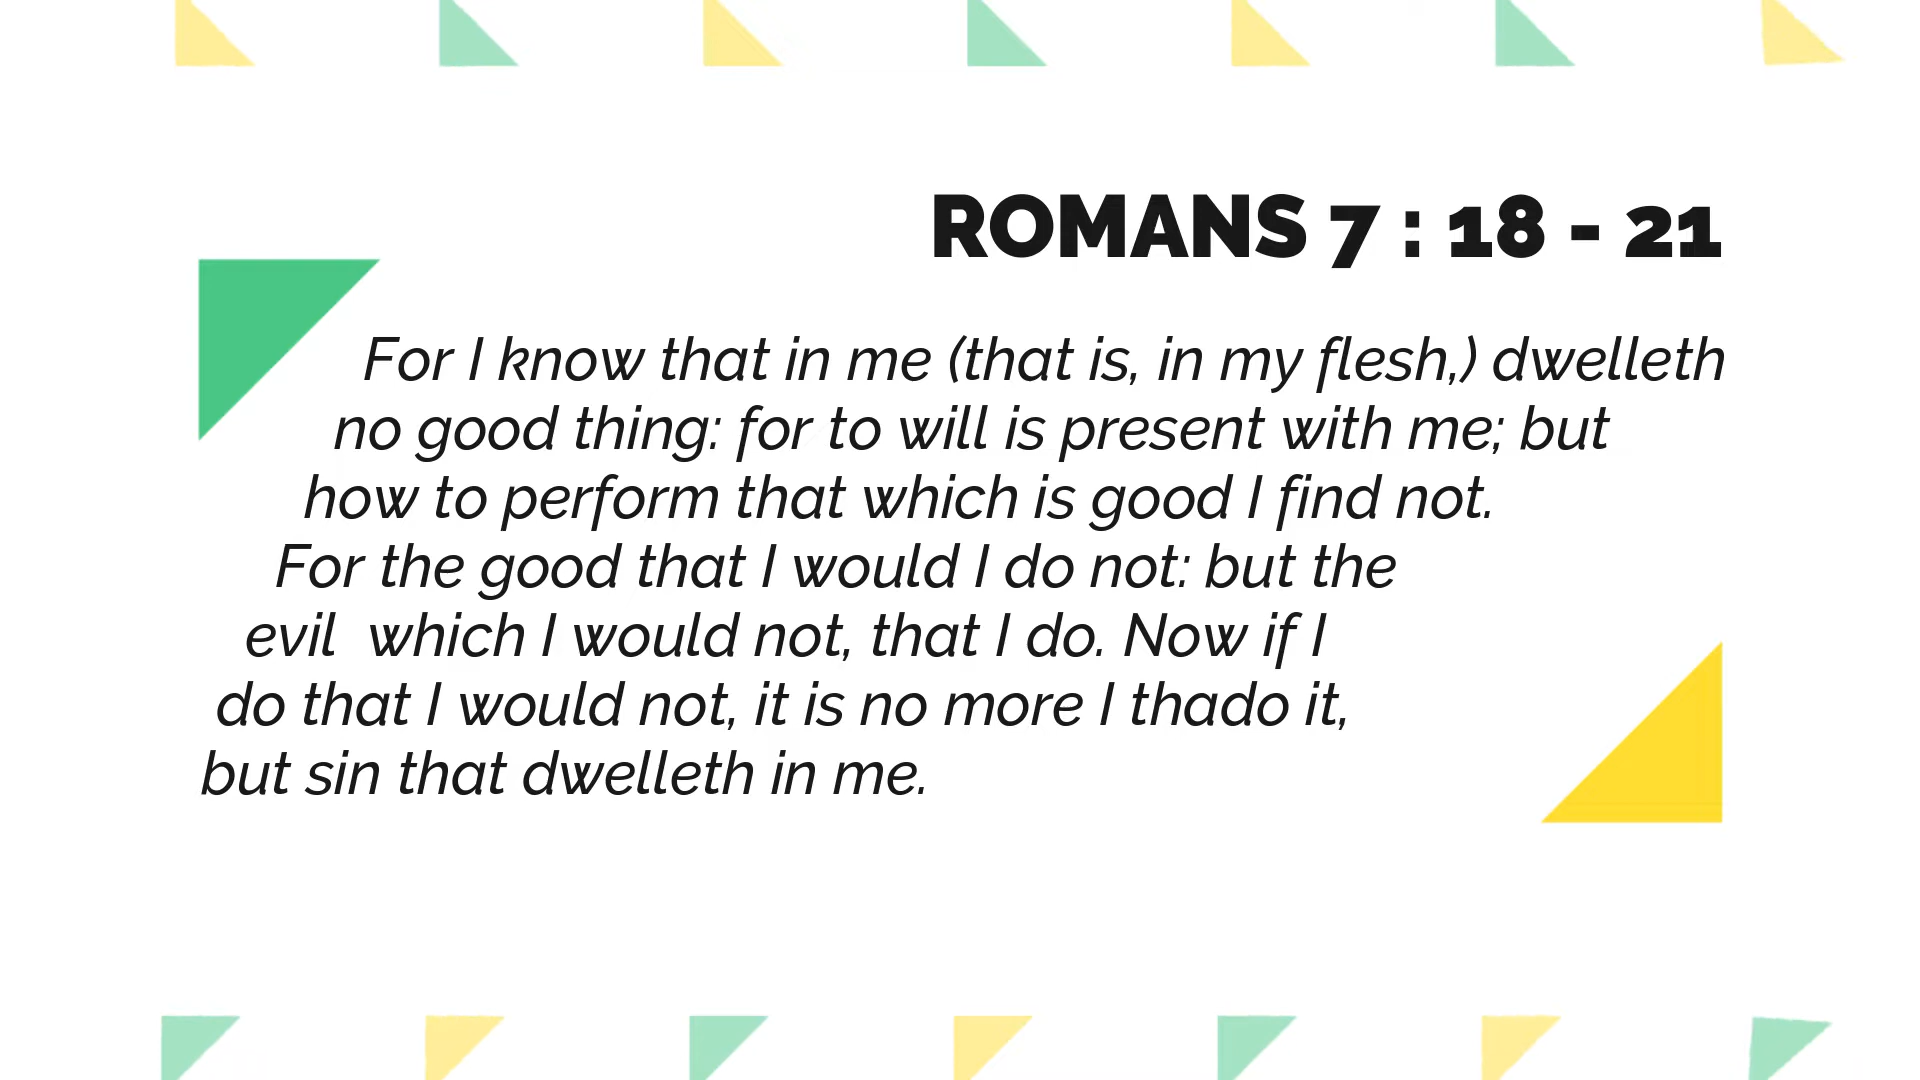 ROMANS 7 : 18 - 21
For I know that in me (that is, in my flesh,) dwelleth
no good thing: for to will is present with me; but
how to perform that which is good I find not.
For the good that I would I do not: but the
evil  which I would not, that I do. Now if I
do that I would not, it is no more I thado it,
but sin that dwelleth in me.